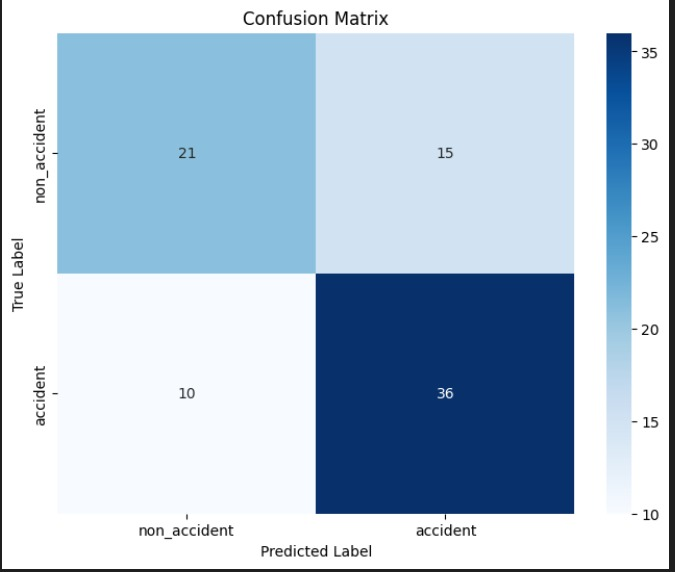 Confusion Matrix
True Label
non_accident
accident
21
15
10
36
non_accident
accident
Predicted Label
35
30
25
20
15
10